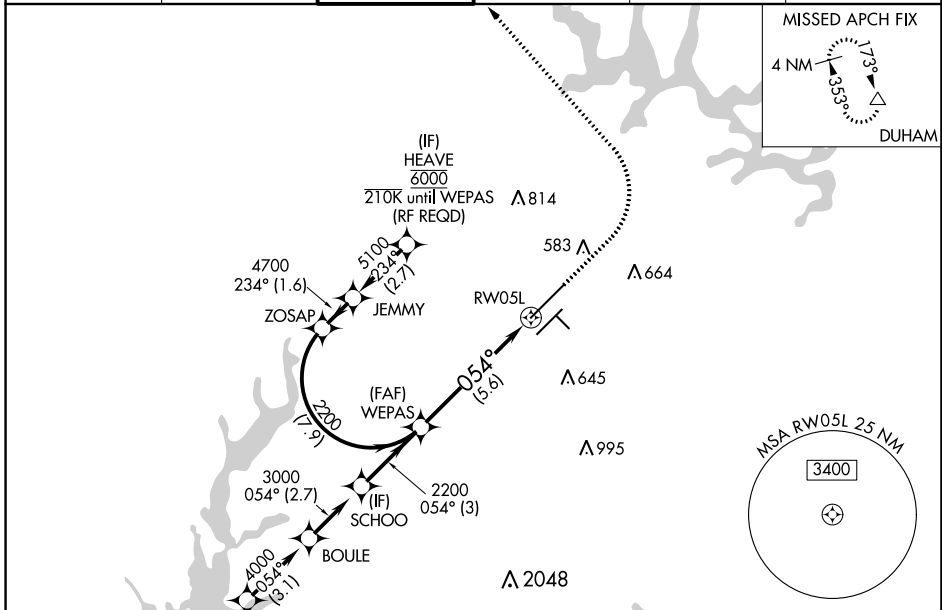 MISSED APCH FIX
4 NM
173°
353°
DUHAM
(IF)
HEAVE
6000
210K until WEPAS
(RF REQD)
814
583
664
5100
234°
(2.7)
4700
234° (1.6)
JEMMY
ZOSAP
RW05L
054°
(5.6)
645
(FAF)
WEPAS
2200
(7.9)
995
MSA RW05L 25 NM
3400
3000
054° (2.7)
2200
054° (3)
(IF)
SCHOO
BOULE
4000
054°
(3.1)
2048